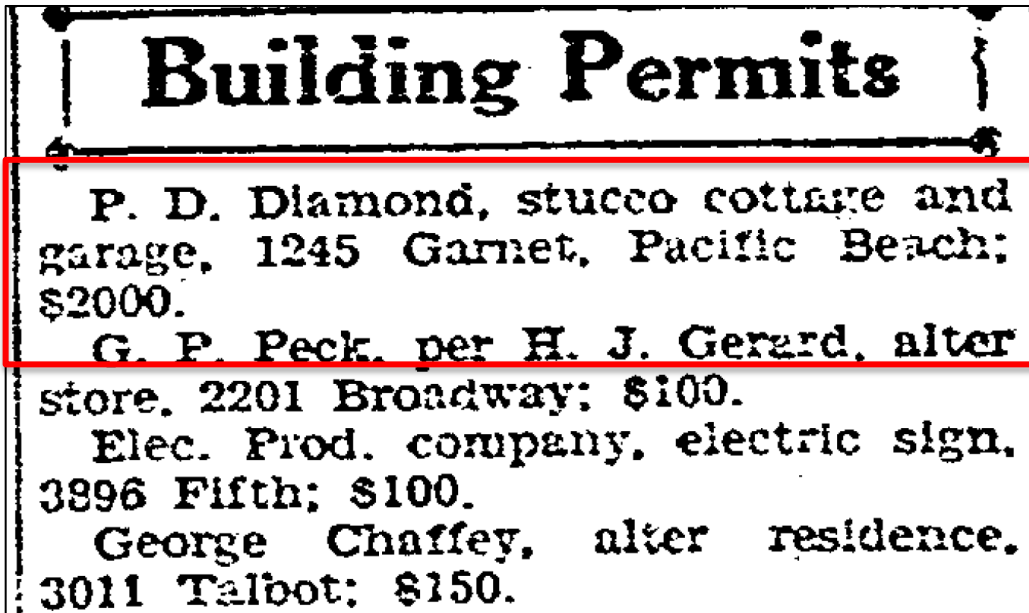 Building Permits
P. D. Diamond, stucco cottage and
garage, 1245 Garnet, Pacific Beach;
$2000.
G. P. Peck, per H. J. Gerard, alter
store, 2201 Broadway; $100.
Elec. Prod. company, electric sign,
3896 Fifth; $100.
George Chaffey, alter residence,
3011 Talbot; $150.